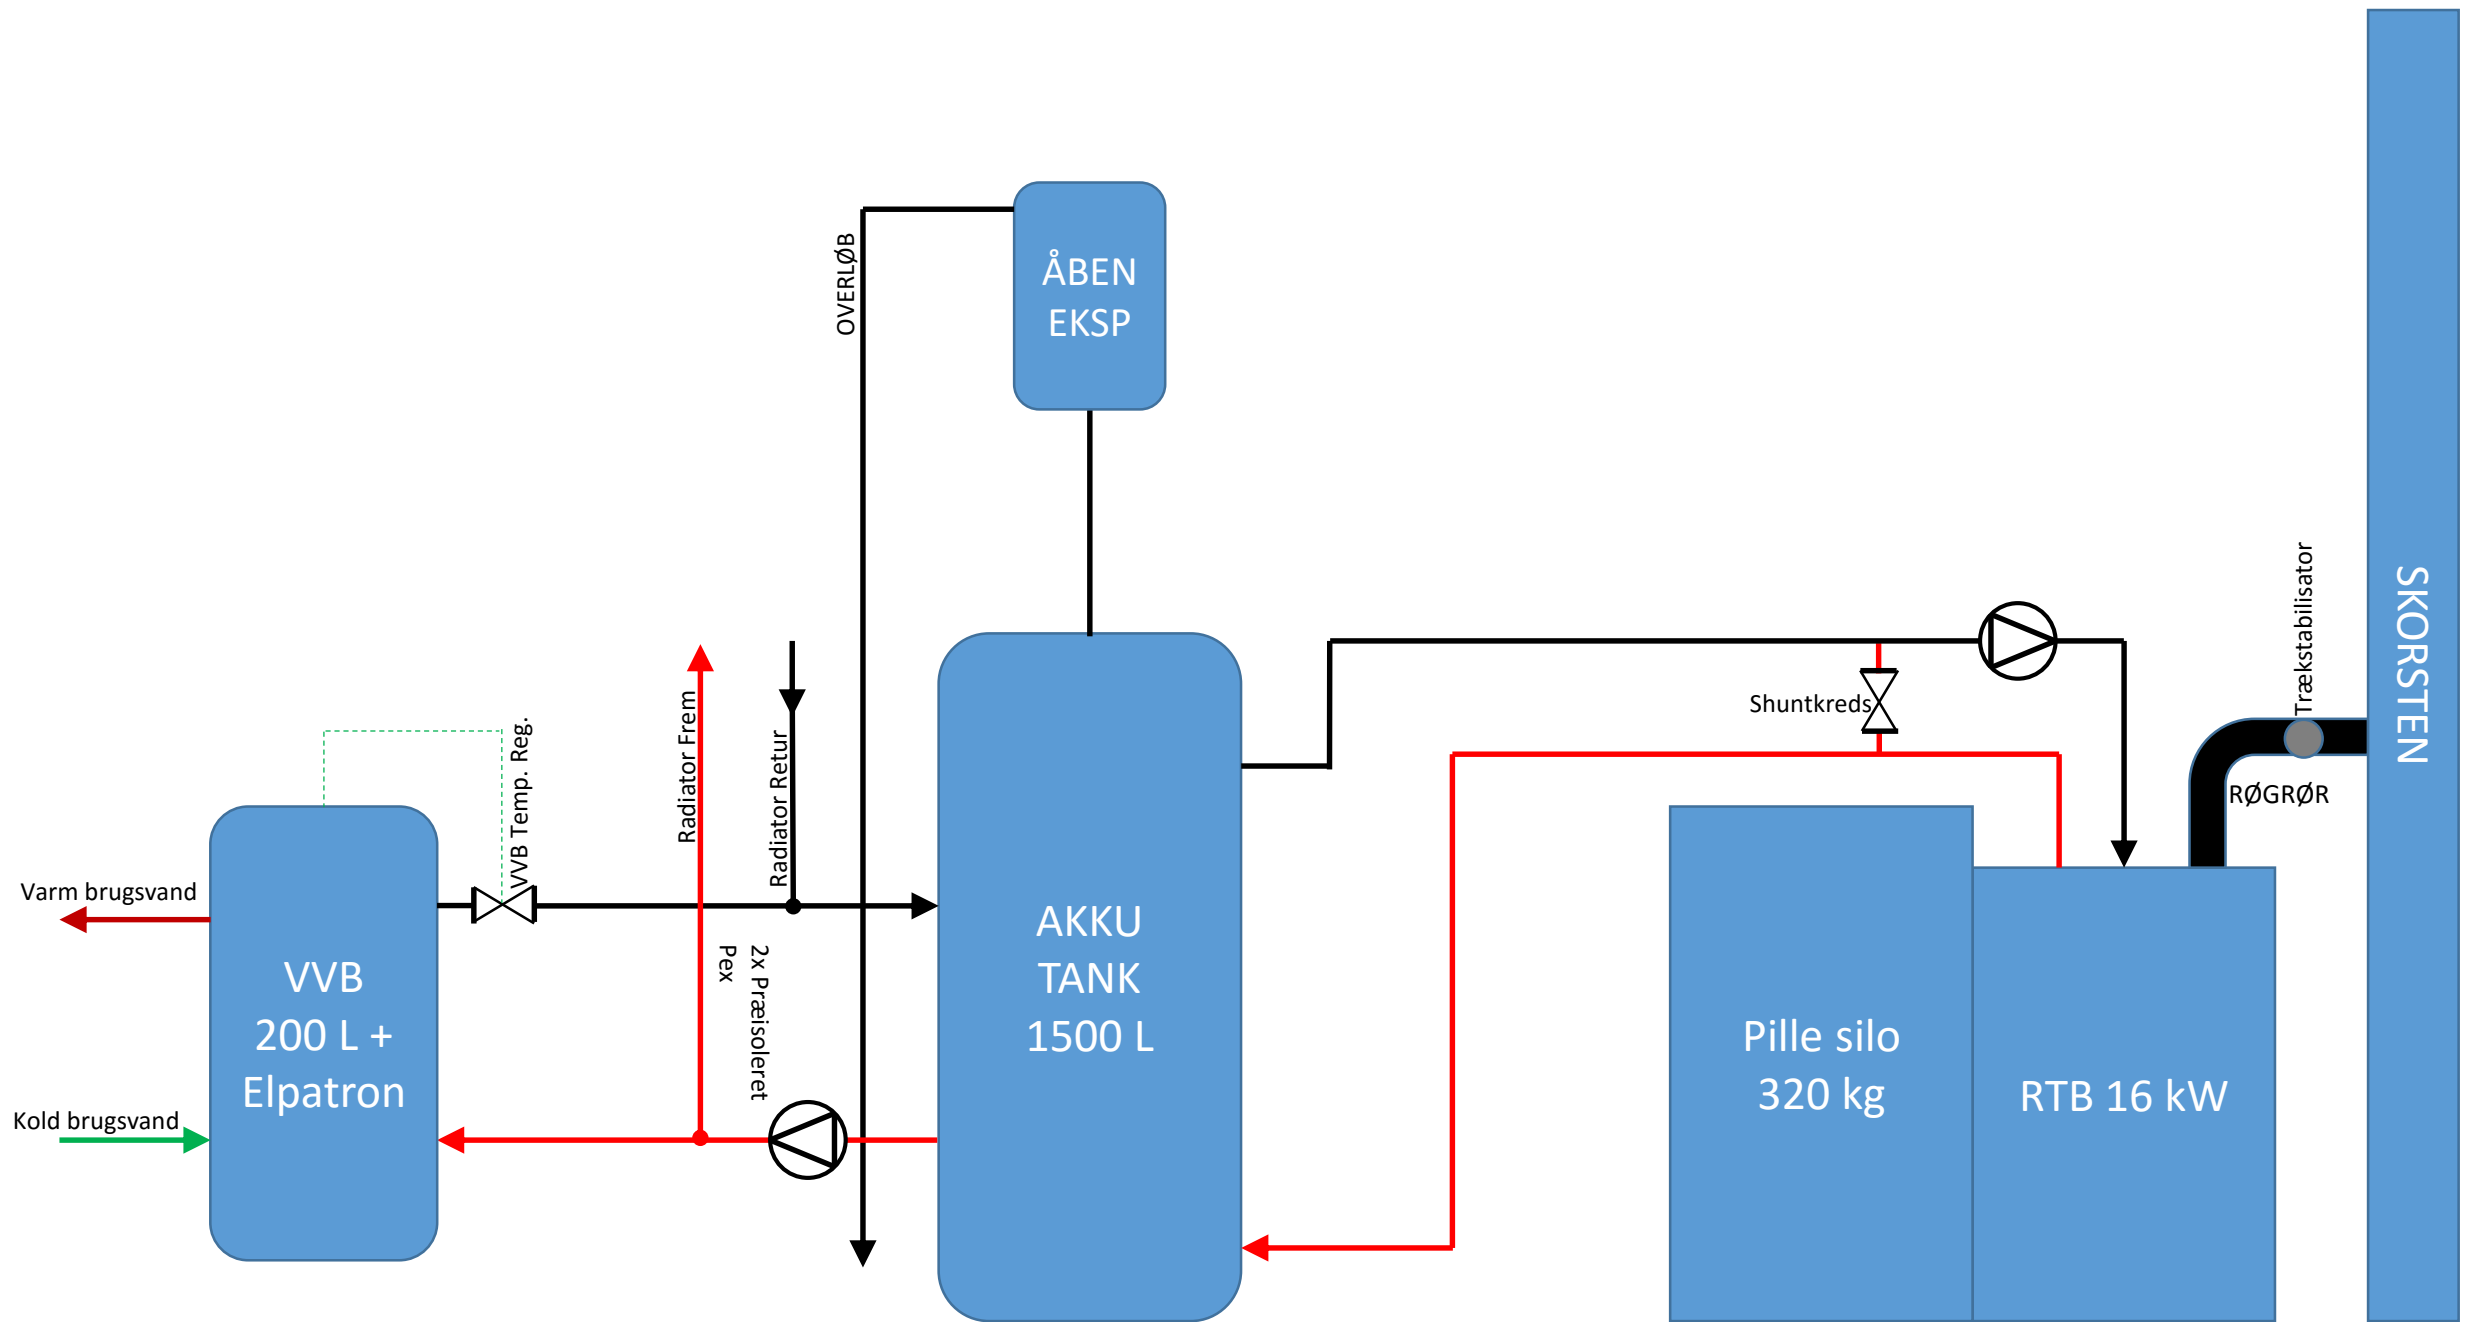 ÅBEN
EKSP
OVERLØB
SKORSTEN
Trækstabilisator
RØGRØR
Shuntkreds
Radiator Frem
Radiator Retur
VVB Temp. Reg.
2x Præisoleret
Pex
Varm brugsvand
Kold brugsvand
VVB
200 L +
Elpatron
AKKU
TANK
1500 L
Pille silo
320 kg
RTB 16 kW